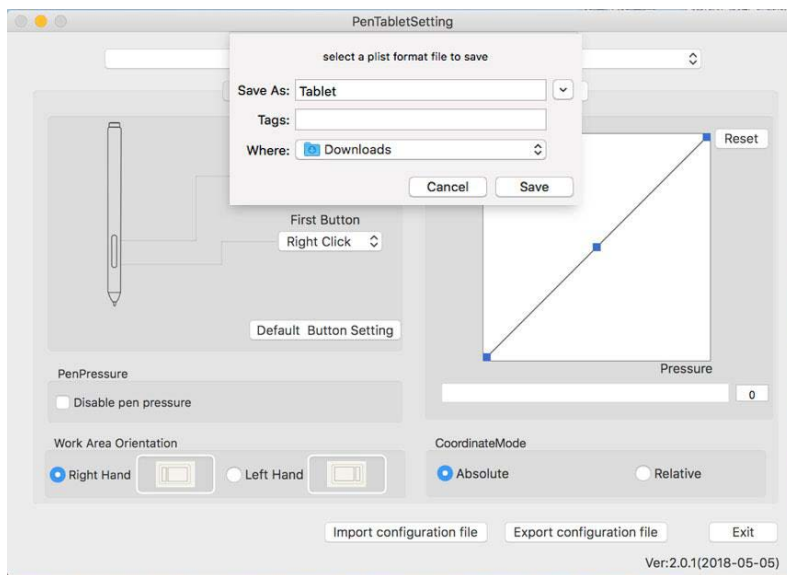 PenTabletSetting
select a plist format file to save
Save As: Tablet
Tags:
Where: Downloads
Cancel Save
Reset
First Button
Right Click
Default Button Setting
Pressure
0
PenPressure
Disable pen pressure
Work Area Orientation
Right Hand Left Hand
CoordinateMode
Absolute Relative
Import configuration file Export configuration file Exit
Ver:2.0.1(2018-05-05)